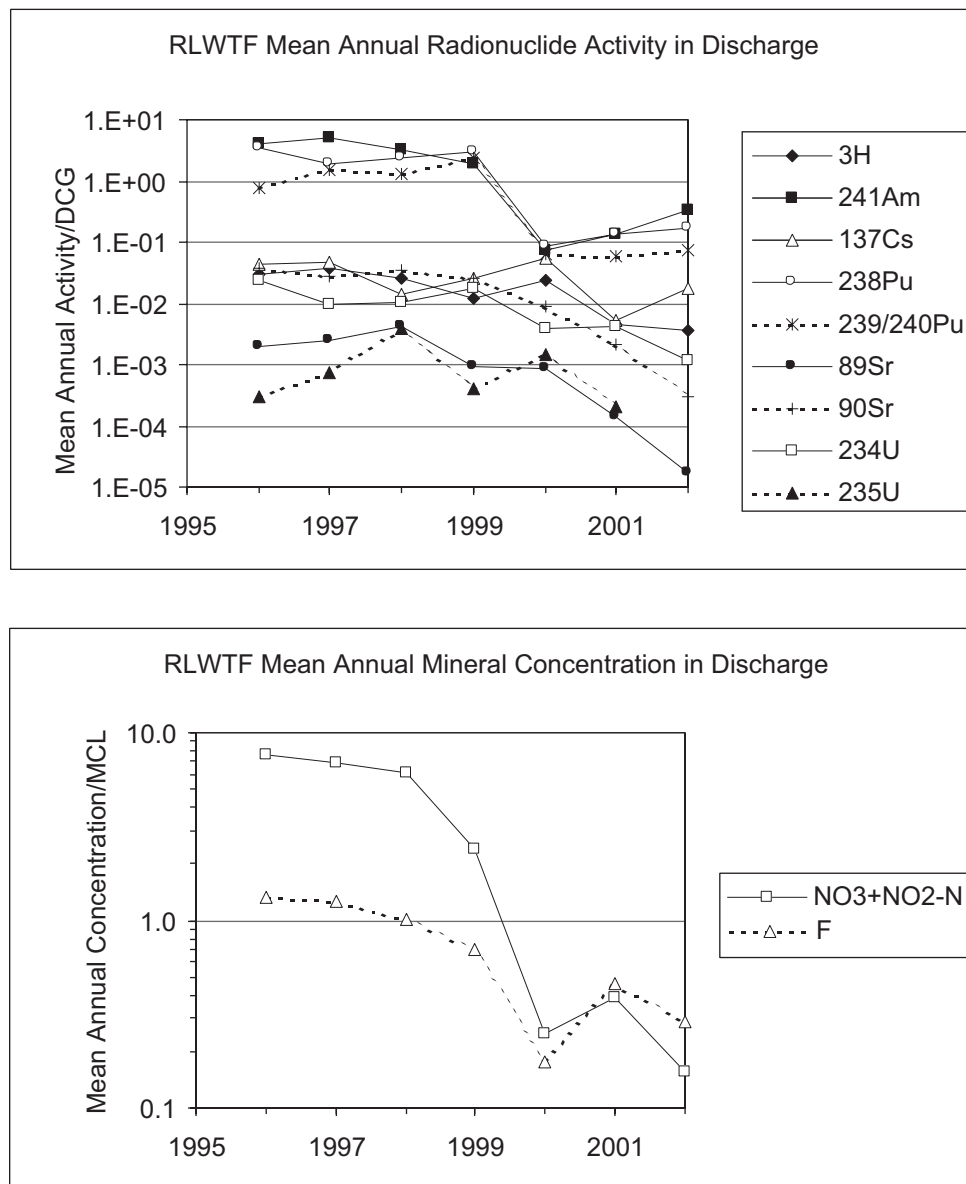 RLWTF Mean Annual Radionuclide Activity in Discharge
Mean Annual Activity/DCG
1.E+01
1.E+00
1.E-01
1.E-02
1.E-03
1.E-04
1.E-05
1995
1997
1999
2001
3H
241Am
137Cs
238Pu
239/240Pu
89Sr
90Sr
234U
235U
RLWTF Mean Annual Mineral Concentration in Discharge
Mean Annual Concentration/MCL
10.0
1.0
0.1
1995
1997
1999
2001
NO3+NO2-N
F